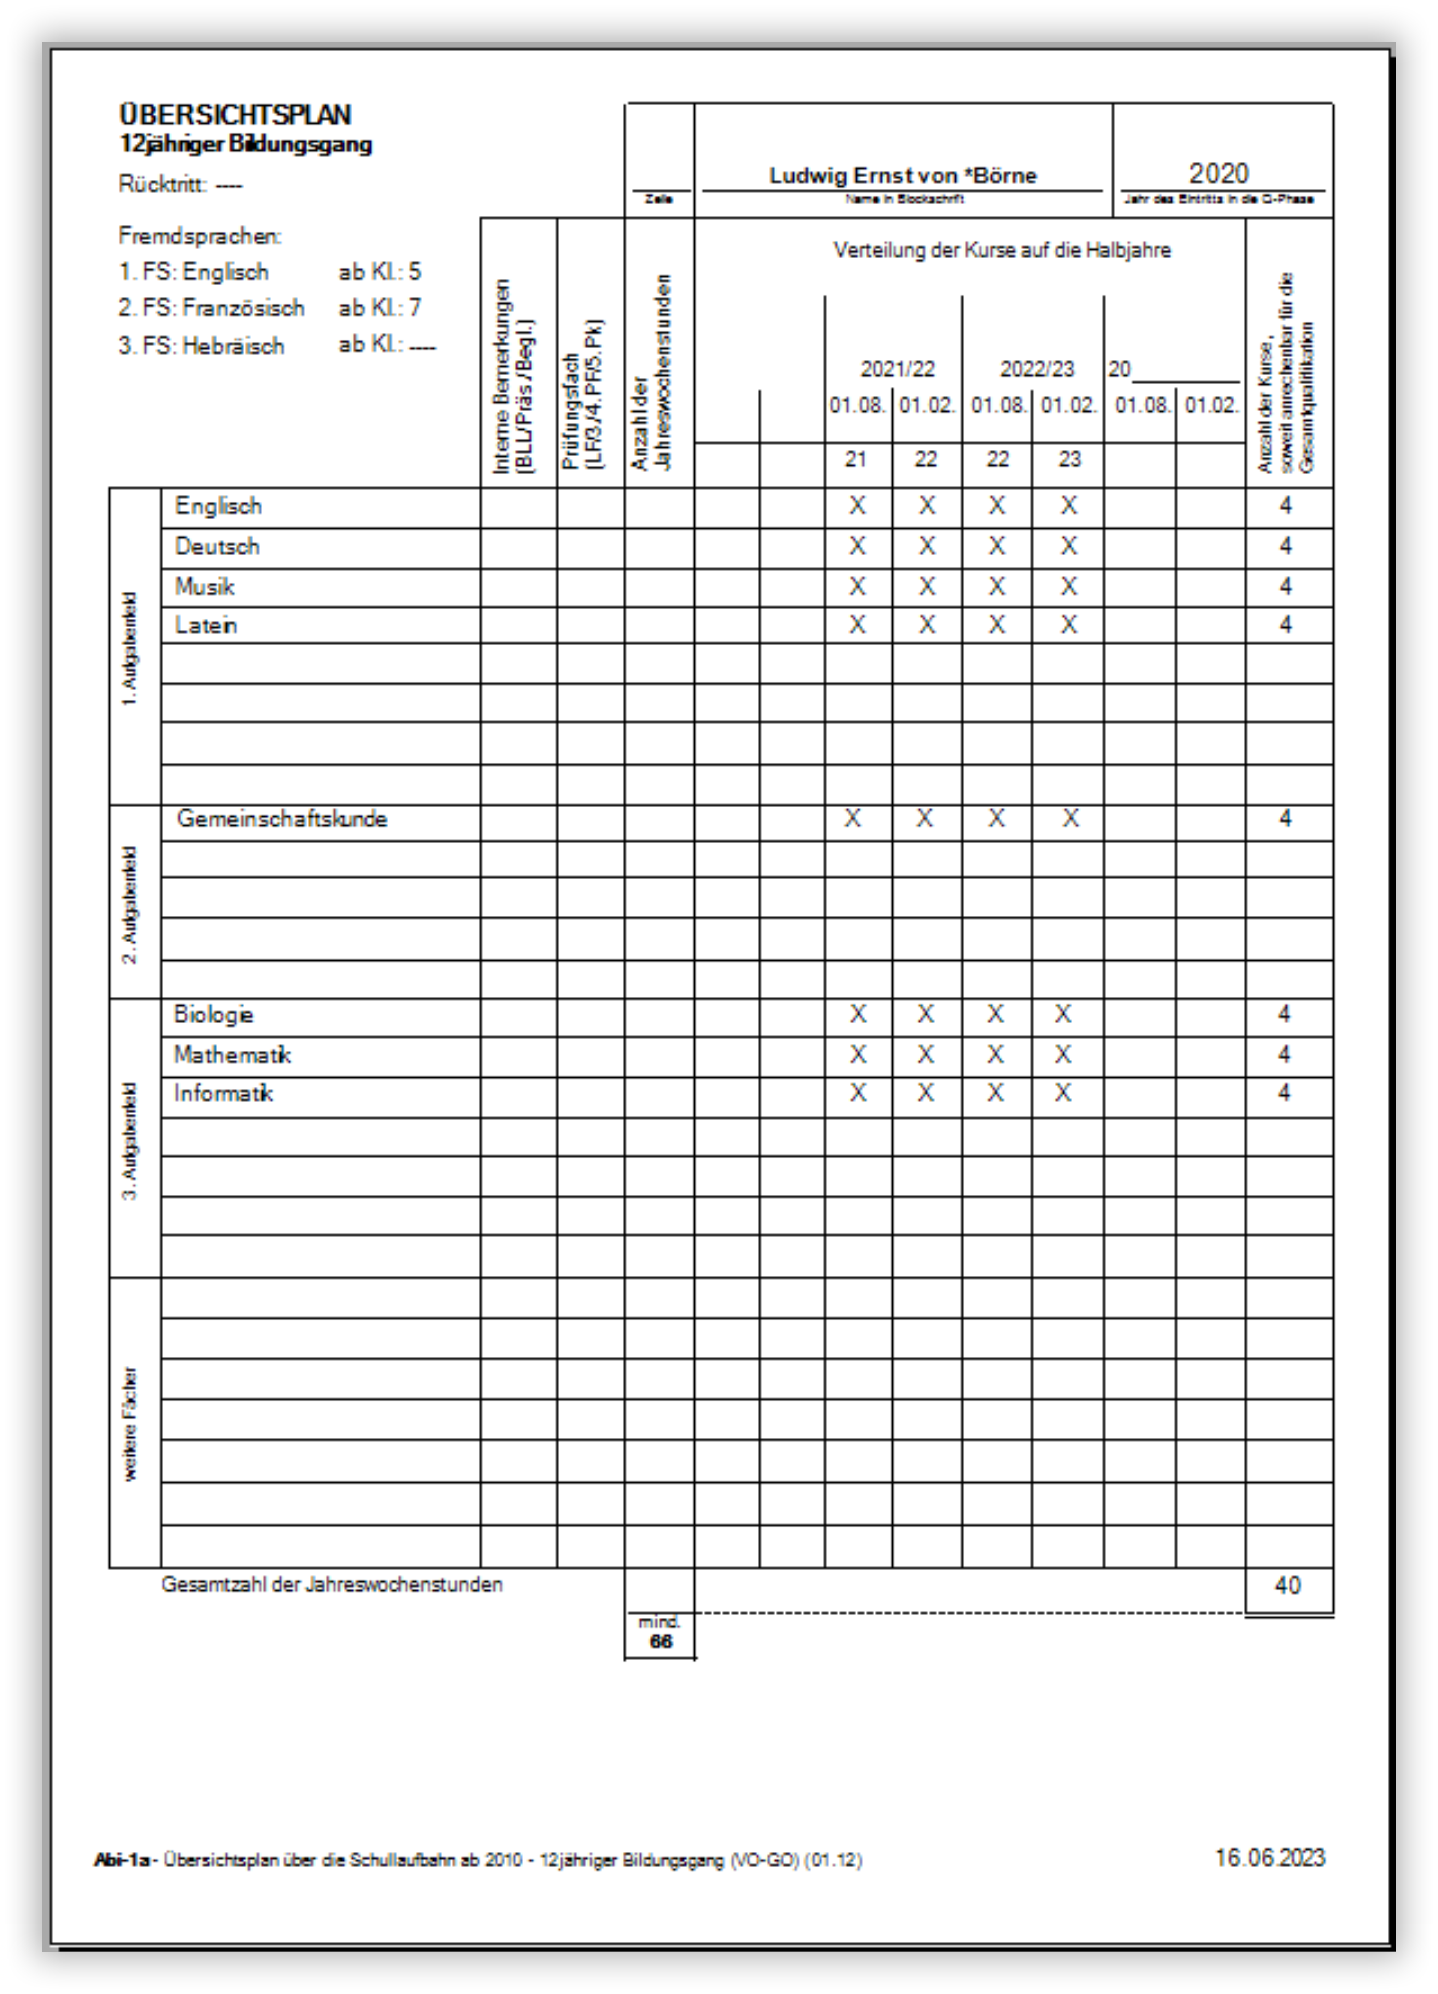 ÜBERSICHTSPLAN
12jähriger Bildungsgang
Rücktritt: ----
Zeile
Ludwig Ernst von *Börne
Name in Blockschrift
2020
Jahr des Eintritts in die Q-Phase
Fremdsprachen:
1. FS: Englisch ab Kl.: 5
2. FS: Französisch ab Kl.: 7
3. FS: Hebräisch ab Kl.: ----
Interne Bemerkungen
(BLL/Präs./Begl.)
Prüfungsfach
(LF/3./4.PF/5.Pk)
Anzahl der
Jahreswochenstunden
Verteilung der Kurse auf die Halbjahre
2021/22 2022/23 20
01.08. 01.02. 01.08. 01.02. 01.08. 01.02.
21 22 22 23
Anzahl der Kurse,
soweit anrechenbar für die
Gesamtqualifikation
1. Aufgabenfeld
Englisch X X X X 4
Deutsch X X X X 4
Musik X X X X 4
Latein X X X X 4
2. Aufgabenfeld
Gemeinschaftskunde X X X X 4
3. Aufgabenfeld
Biologie X X X X 4
Mathematik X X X X 4
Informatik X X X X 4
weitere Fächer
Gesamtzahl der Jahreswochenstunden 40
mind.
66
Abi-1a - Übersichtsplan über die Schullaufbahn ab 2010 - 12jähriger Bildungsgang (VO-GO) (01.12) 16.06.2023